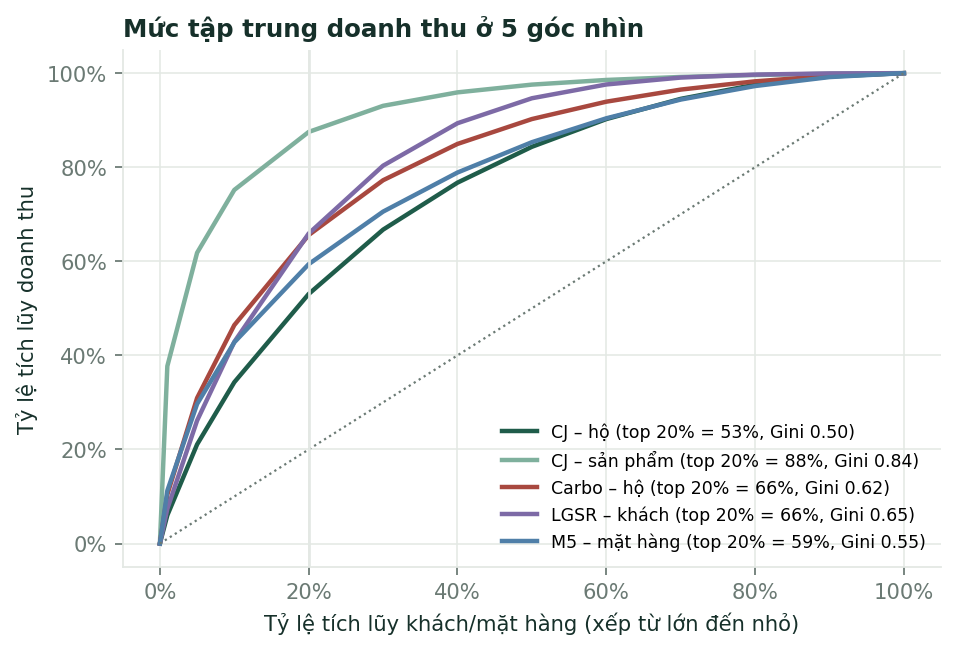 Mức tập trung doanh thu ở 5 góc nhìn
100%
80%
60%
40%
20%
0%
Tỷ lệ tích lũy doanh thu
CJ – hộ (top 20% = 53%, Gini 0.50)
CJ – sản phẩm (top 20% = 88%, Gini 0.84)
Carbo – hộ (top 20% = 66%, Gini 0.62)
LGSR – khách (top 20% = 66%, Gini 0.65)
M5 – mặt hàng (top 20% = 59%, Gini 0.55)
0% 20% 40% 60% 80% 100%
Tỷ lệ tích lũy khách/mặt hàng (xếp từ lớn đến nhỏ)